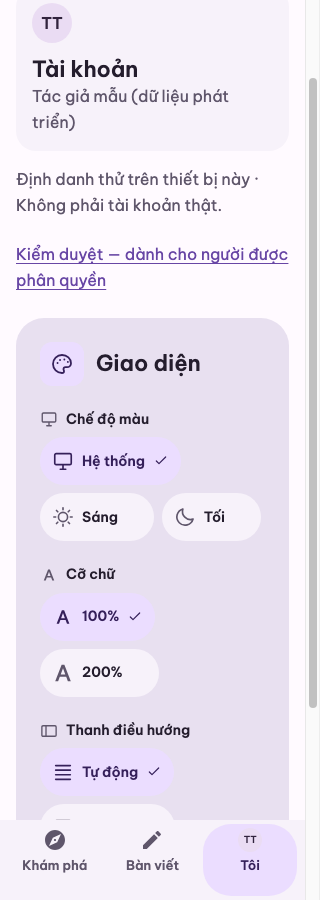 TT
Tài khoản
Tác giả mẫu (dữ liệu phát
triển)
Định danh thử trên thiết bị này ·
Không phải tài khoản thật.
Kiểm duyệt — dành cho người được
phân quyền
Giao diện
Chế độ màu
Hệ thống
Sáng
Tối
A Cỡ chữ
A 100%
A 200%
Thanh điều hướng
Tự động
Khám phá
Bàn viết
TT
Tôi